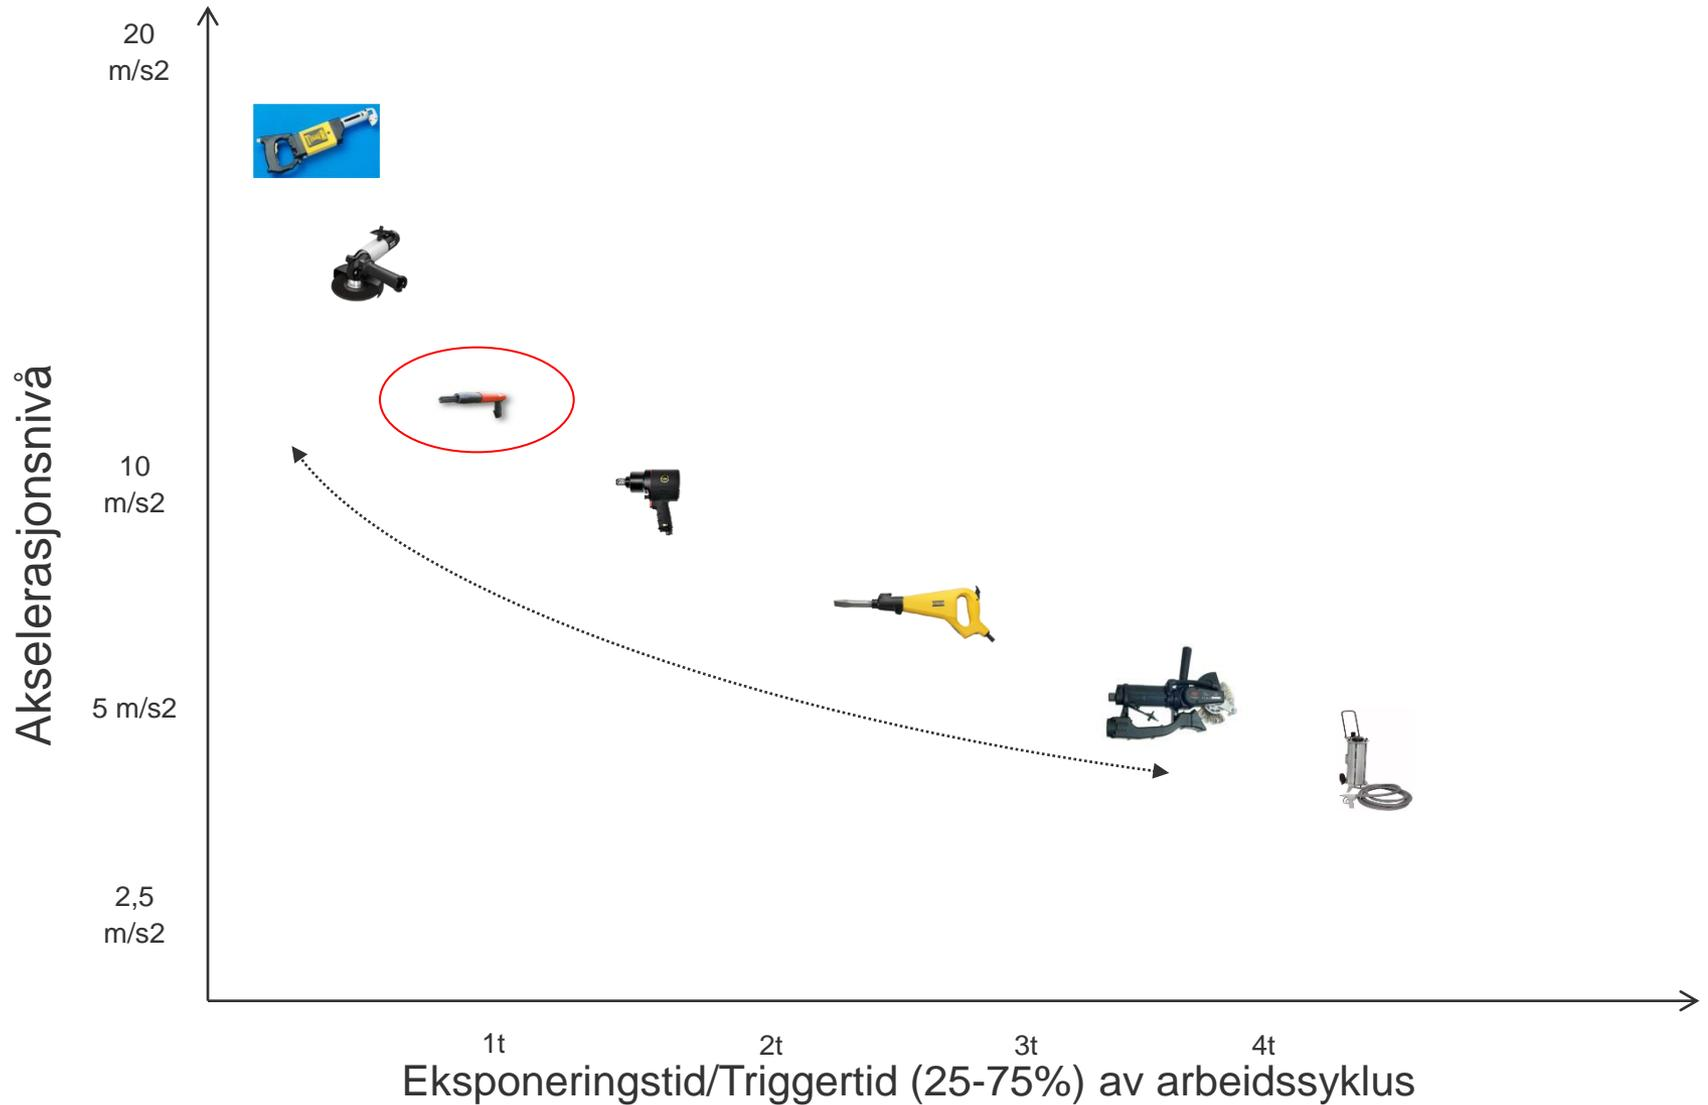 20
m/s2
10
m/s2
5 m/s2
2,5
m/s2
Akselerasjonsnivå
1t
2t
3t
4t
Eksponeringstid/Triggertid (25-75%) av arbeidssyklus